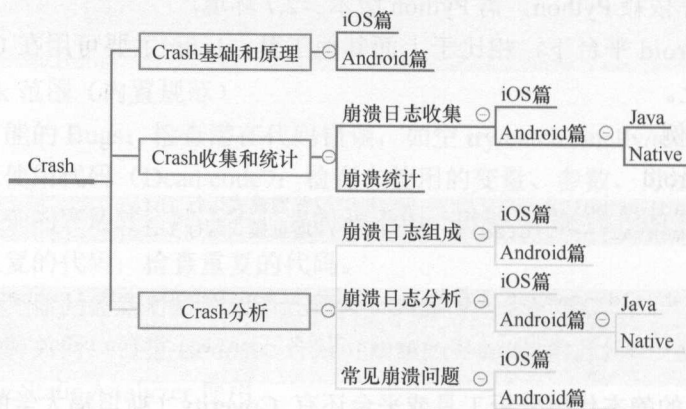 Crash
Crash基础和原理
iOS篇
Android篇
Crash收集和统计
崩溃日志收集
iOS篇
Android篇
Java
Native
崩溃统计
Crash分析
崩溃日志组成
iOS篇
Android篇
崩溃日志分析
iOS篇
Android篇
Java
Native
常见崩溃问题
iOS篇
Android篇